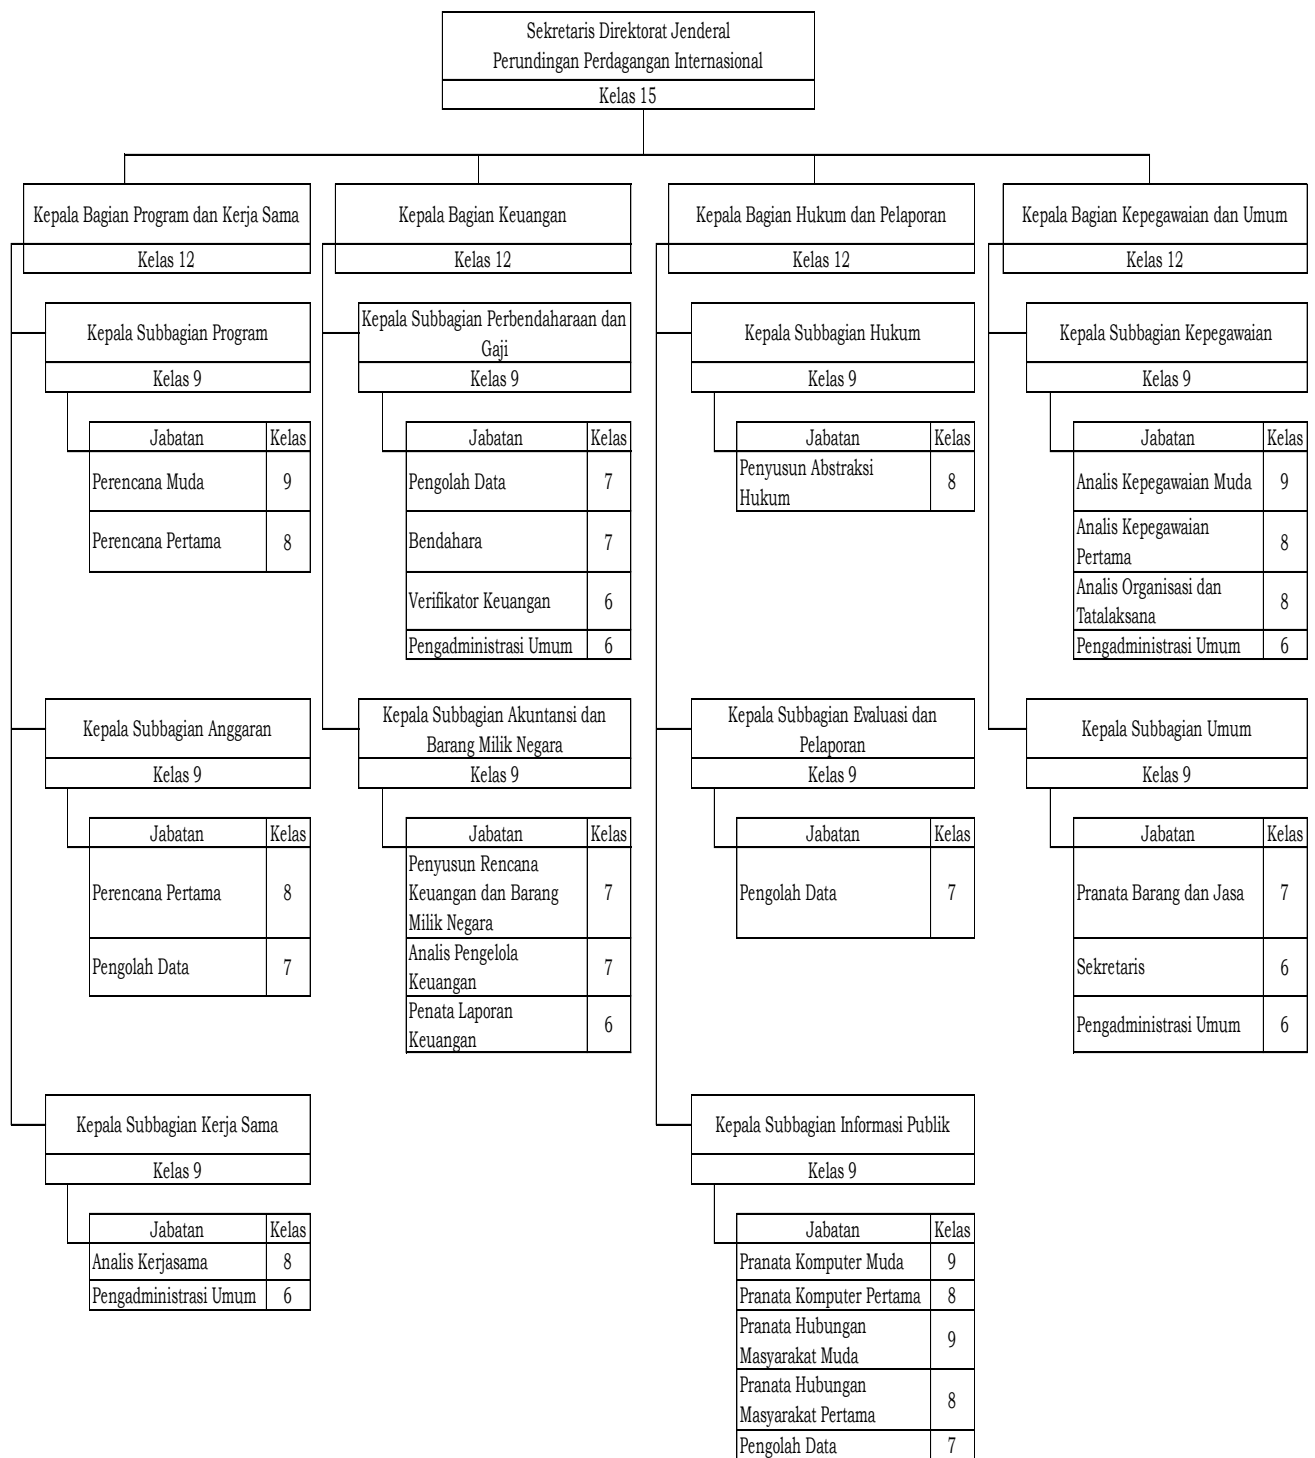 Sekretaris Direktorat Jenderal
Perundingan Perdagangan Internasional
Kelas 15
Kepala Bagian Program dan Kerja Sama
Kelas 12
Kepala Bagian Keuangan
Kelas 12
Kepala Bagian Hukum dan Pelaporan
Kelas 12
Kepala Bagian Kepegawaian dan Umum
Kelas 12
Kepala Subbagian Program
Kelas 9
Jabatan Kelas
Perencana Muda 9
Perencana Pertama 8
Kepala Subbagian Perbendaharaan dan
Gaji
Kelas 9
Jabatan Kelas
Pengolah Data 7
Bendahara 7
Verifikator Keuangan 6
Pengadministrasi Umum 6
Kepala Subbagian Hukum
Kelas 9
Jabatan Kelas
Penyusun Abstraksi
Hukum 8
Kepala Subbagian Kepegawaian
Kelas 9
Jabatan Kelas
Analis Kepegawaian Muda 9
Analis Kepegawaian
Pertama 8
Analis Organisasi dan
Tatalaksana 8
Pengadministrasi Umum 6
Kepala Subbagian Anggaran
Kelas 9
Jabatan Kelas
Perencana Pertama 8
Pengolah Data 7
Kepala Subbagian Akuntansi dan
Barang Milik Negara
Kelas 9
Jabatan Kelas
Penyusun Rencana
Keuangan dan Barang 7
Milik Negara
Analis Pengelola
Keuangan 7
Penata Laporan
Keuangan 6
Kepala Subbagian Evaluasi dan
Pelaporan
Kelas 9
Jabatan Kelas
Pengolah Data 7
Kepala Subbagian Umum
Kelas 9
Jabatan Kelas
Pranata Barang dan Jasa 7
Sekretaris 6
Pengadministrasi Umum 6
Kepala Subbagian Kerja Sama
Kelas 9
Jabatan Kelas
Analis Kerjasama 8
Pengadministrasi Umum 6
Kepala Subbagian Informasi Publik
Kelas 9
Jabatan Kelas
Pranata Komputer Muda 9
Pranata Komputer Pertama 8
Pranata Hubungan
Masyarakat Muda 9
Pranata Hubungan
Masyarakat Pertama 8
Pengolah Data 7